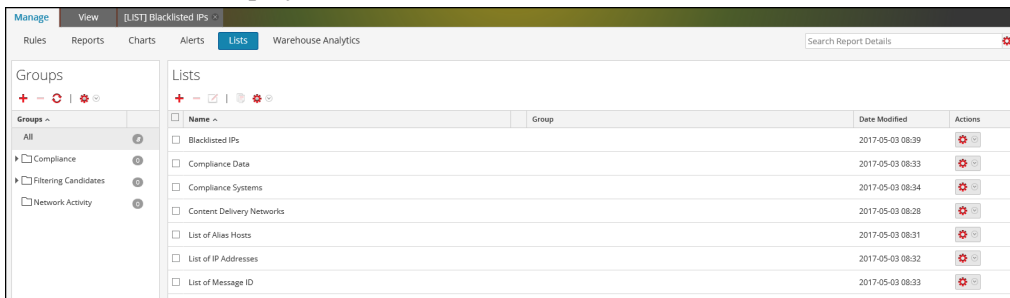 Manage View [LIST] Blacklisted IPs ×
Rules Reports Charts Alerts Lists Warehouse Analytics Search Report Details
Groups
Groups
All
Compliance 0
Filtering Candidates 0
Network Activity 0
Lists
Name Group Date Modified Actions
Blacklisted IPs 2017-05-03 08:39
Compliance Data 2017-05-03 08:33
Compliance Systems 2017-05-03 08:34
Content Delivery Networks 2017-05-03 08:28
List of Alias Hosts 2017-05-03 08:31
List of IP Addresses 2017-05-03 08:32
List of Message ID 2017-05-03 08:33